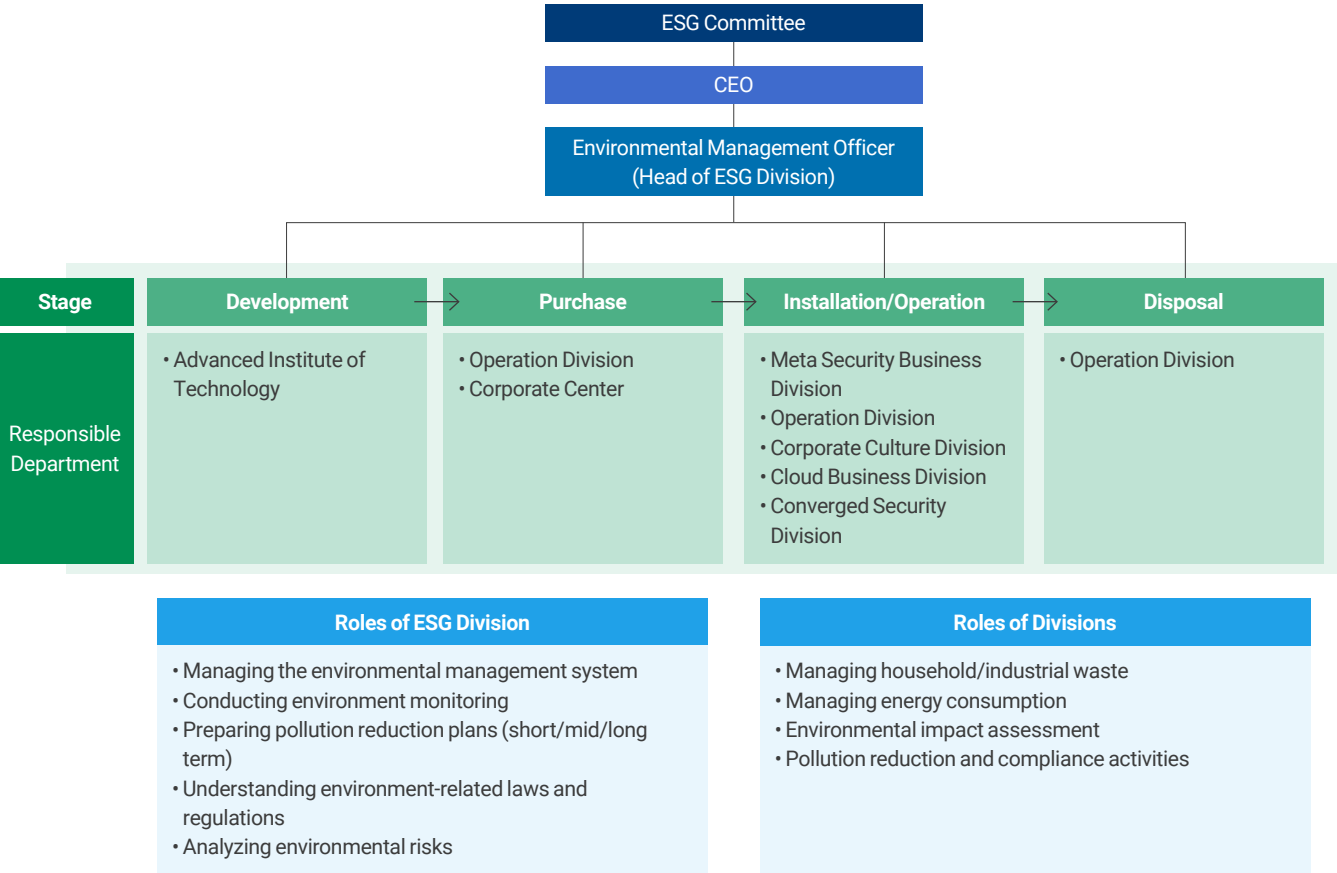 ESG Committee
CEO
Environmental Management Officer
(Head of ESG Division)
Stage
Development
Purchase
Installation/Operation
Disposal
Responsible
Department
• Advanced Institute of
Technology
• Operation Division
• Corporate Center
• Meta Security Business
Division
• Operation Division
• Corporate Culture Division
• Cloud Business Division
• Converged Security
Division
• Operation Division
Roles of ESG Division
• Managing the environmental management system
• Conducting environment monitoring
• Preparing pollution reduction plans (short/mid/long
term)
• Understanding environment-related laws and
regulations
• Analyzing environmental risks
Roles of Divisions
• Managing household/industrial waste
• Managing energy consumption
• Environmental impact assessment
• Pollution reduction and compliance activities